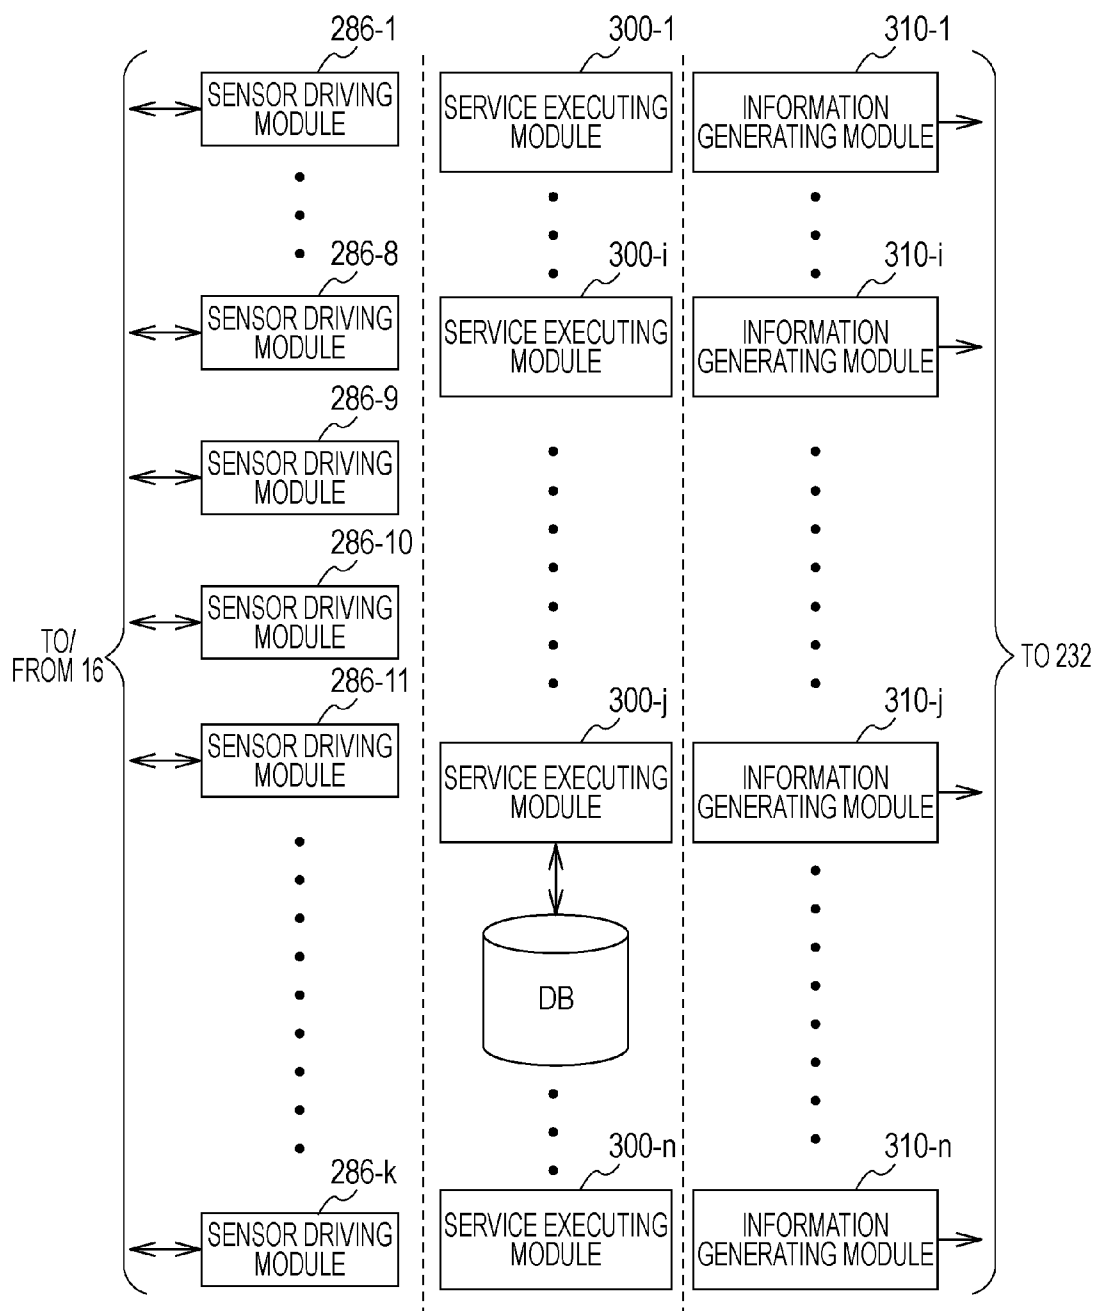 286-1
300-1
310-1
SENSOR DRIVING
MODULE
SERVICE EXECUTING
MODULE
INFORMATION
GENERATING MODULE
286-8
300-i
310-i
SENSOR DRIVING
MODULE
SERVICE EXECUTING
MODULE
INFORMATION
GENERATING MODULE
286-9
SENSOR DRIVING
MODULE
286-10
SENSOR DRIVING
MODULE
TO/
FROM 16
TO 232
286-11
300-j
310-j
SENSOR DRIVING
MODULE
SERVICE EXECUTING
MODULE
INFORMATION
GENERATING MODULE
DB
286-k
300-n
310-n
SENSOR DRIVING
MODULE
SERVICE EXECUTING
MODULE
INFORMATION
GENERATING MODULE